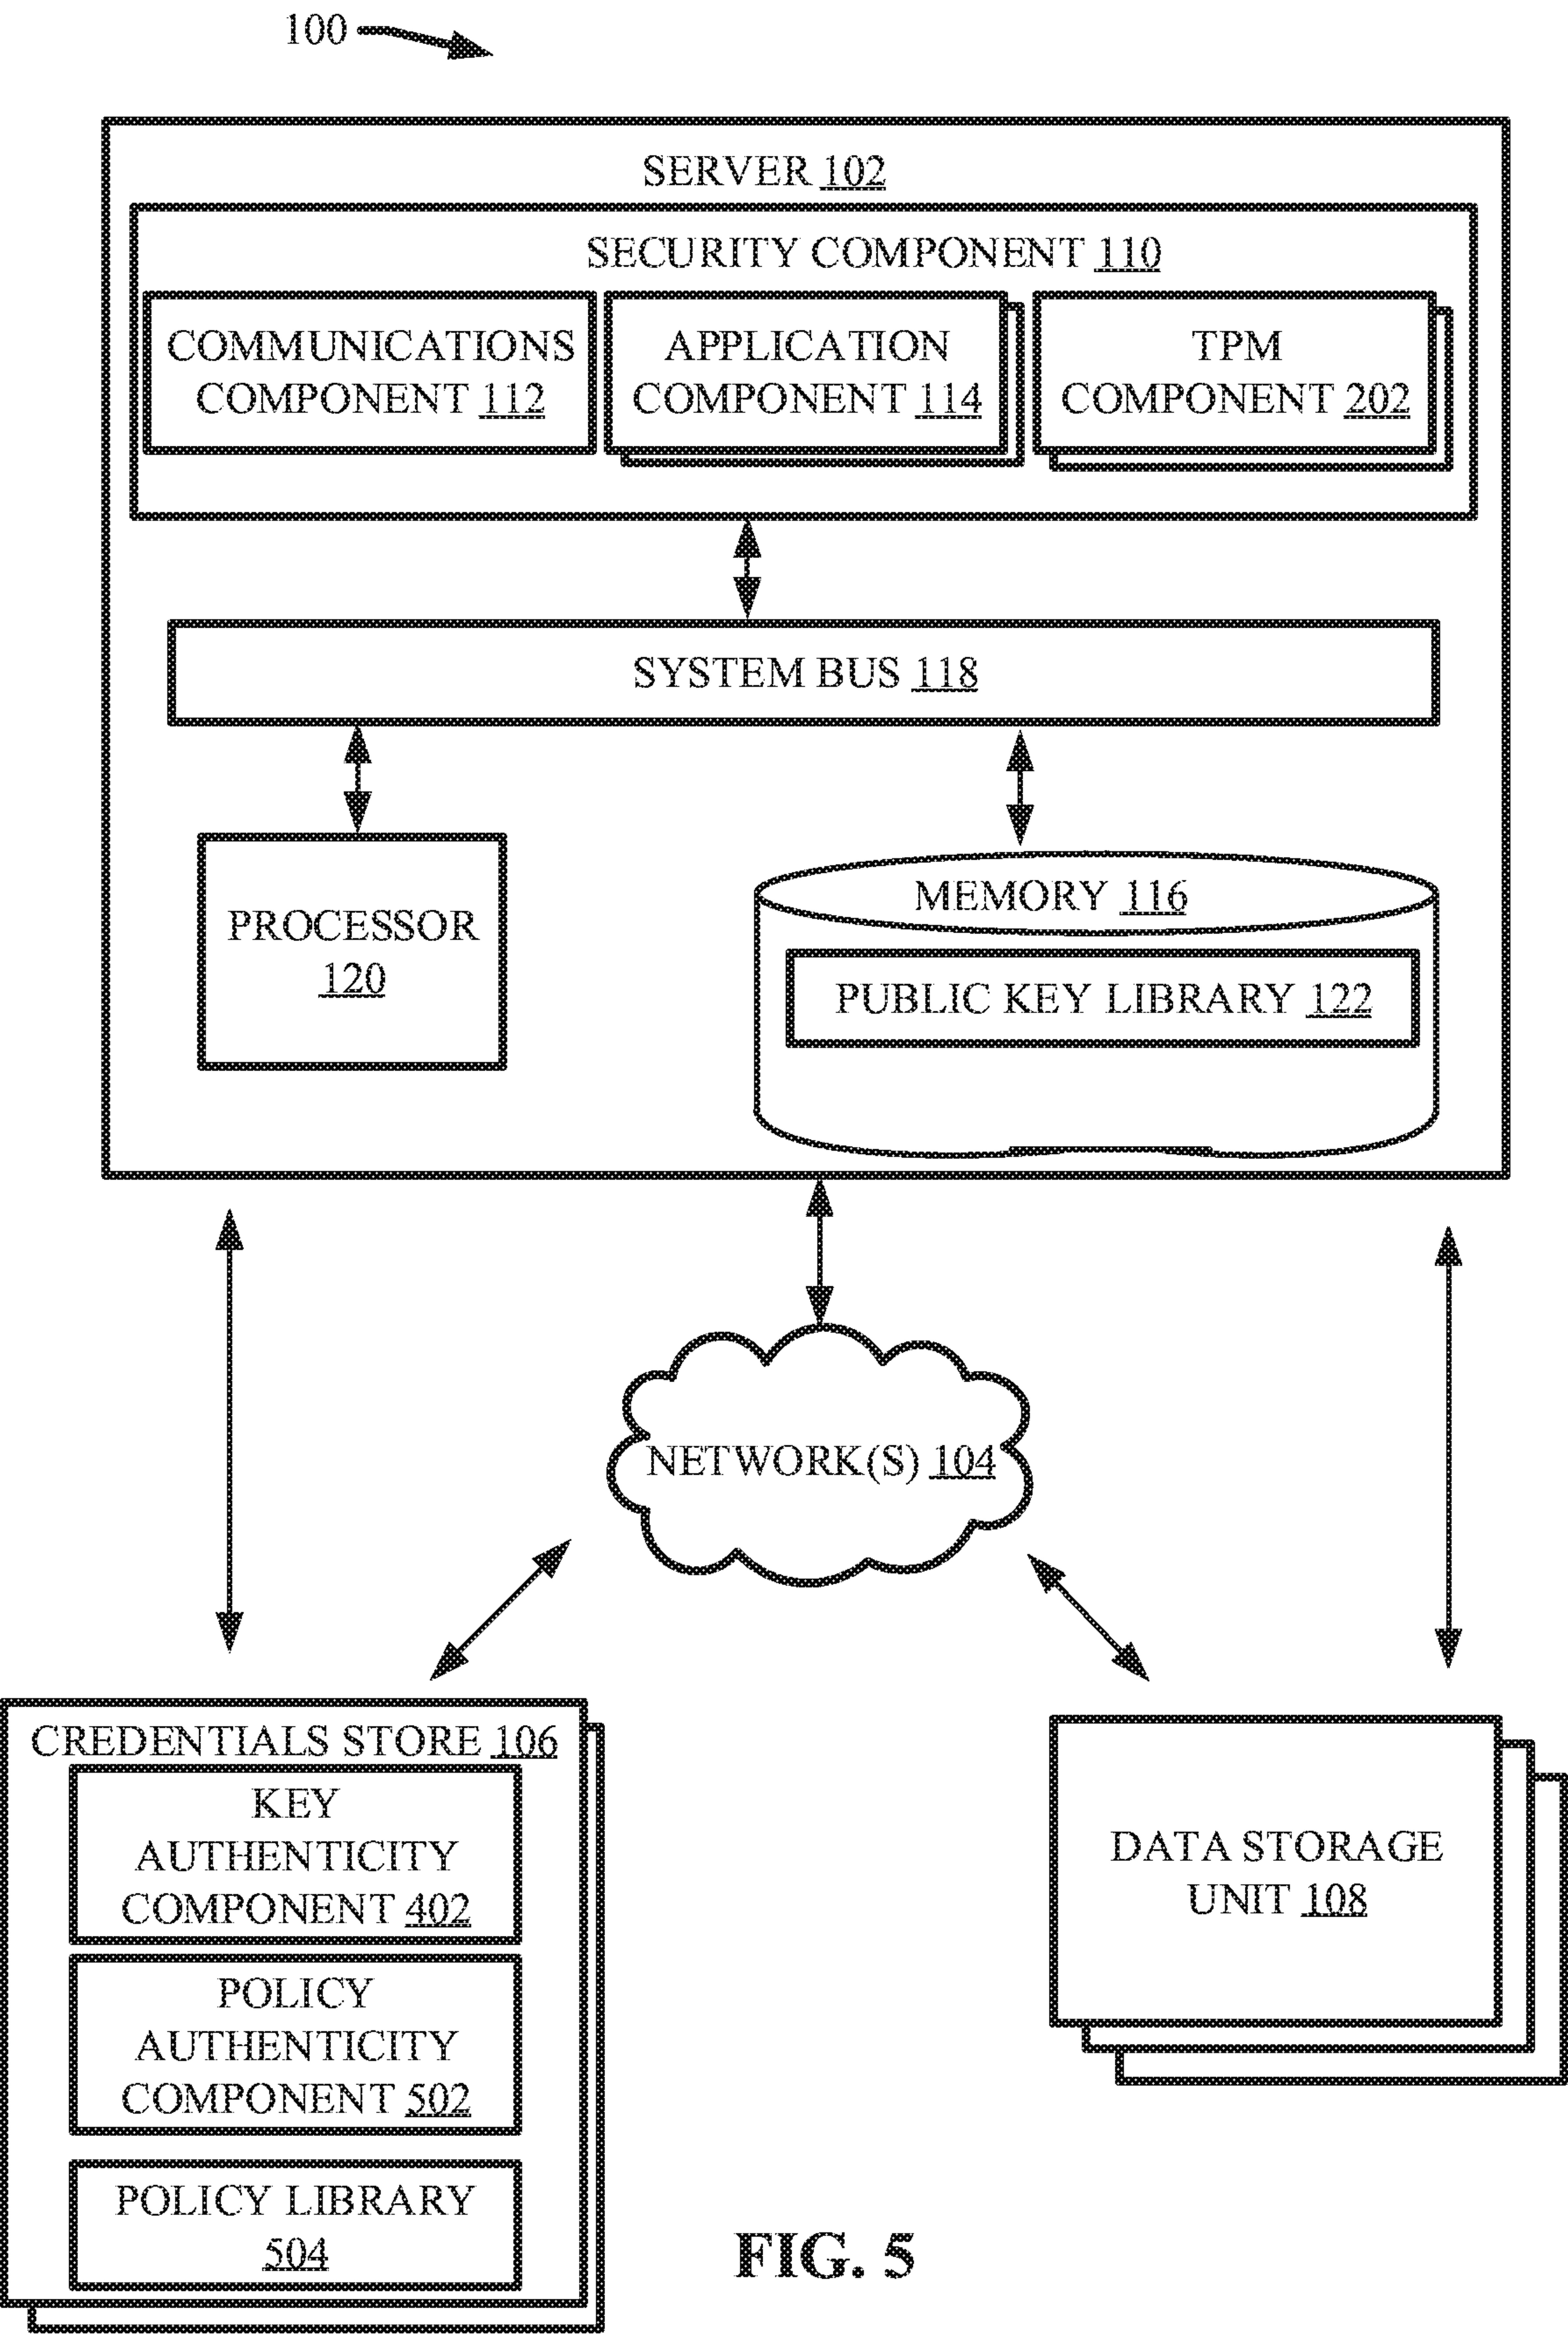 100
SERVER 102
SECURITY COMPONENT 110
COMMUNICATIONS
COMPONENT 112
APPLICATION
COMPONENT 114
TPM
COMPONENT 202
SYSTEM BUS 118
PROCESSOR
120
MEMORY 116
PUBLIC KEY LIBRARY 122
NETWORK(S) 104
CREDENTIALS STORE 106
KEY
AUTHENTICITY
COMPONENT 402
POLICY
AUTHENTICITY
COMPONENT 502
POLICY LIBRARY
504
DATA STORAGE
UNIT 108
FIG. 5